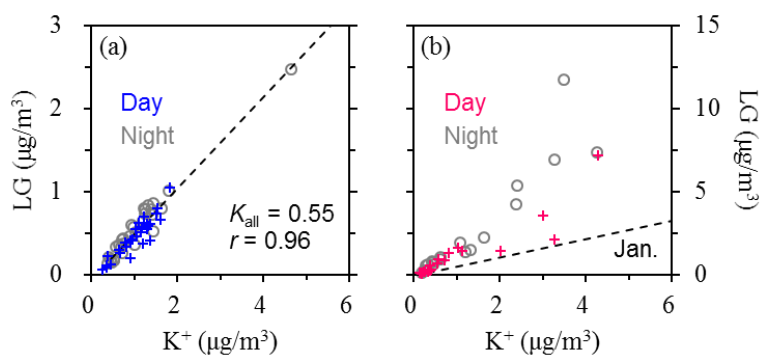 3
2
1
0
LG (μg/m³)
(a)
Day
Night
K_all = 0.55
r = 0.96
0 2 4 6
K⁺ (μg/m³)
(b)
Day
Night
Jan.
0 2 4 6
K⁺ (μg/m³)
15
10
5
0
LG (μg/m³)